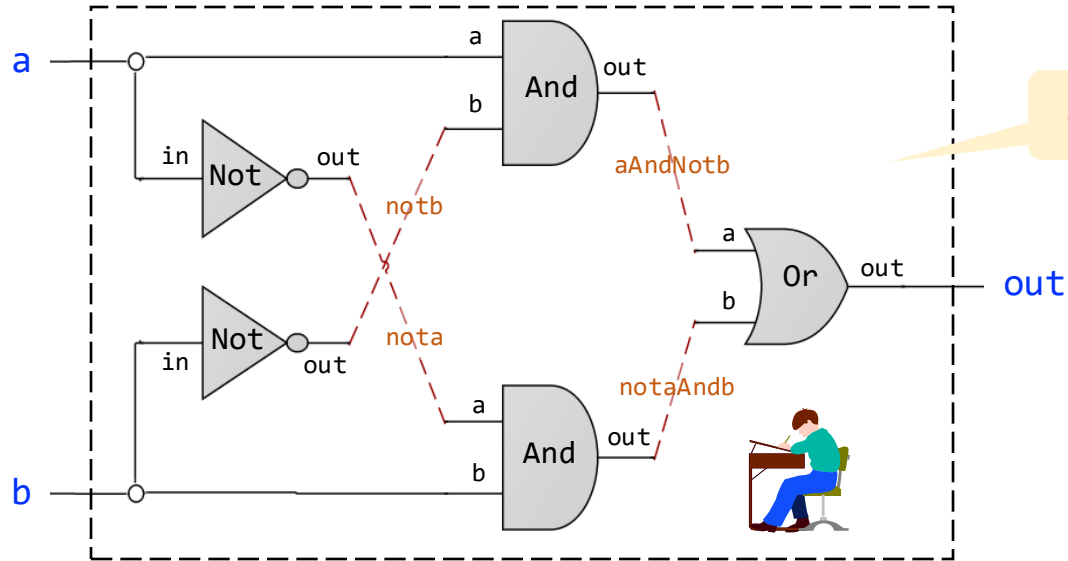 a
a
And
out
b
in
Not
out
aAndNotb
notb
a
Or
out
out
b
Not
in
out
nota
notaAndb
a
And
out
b
b